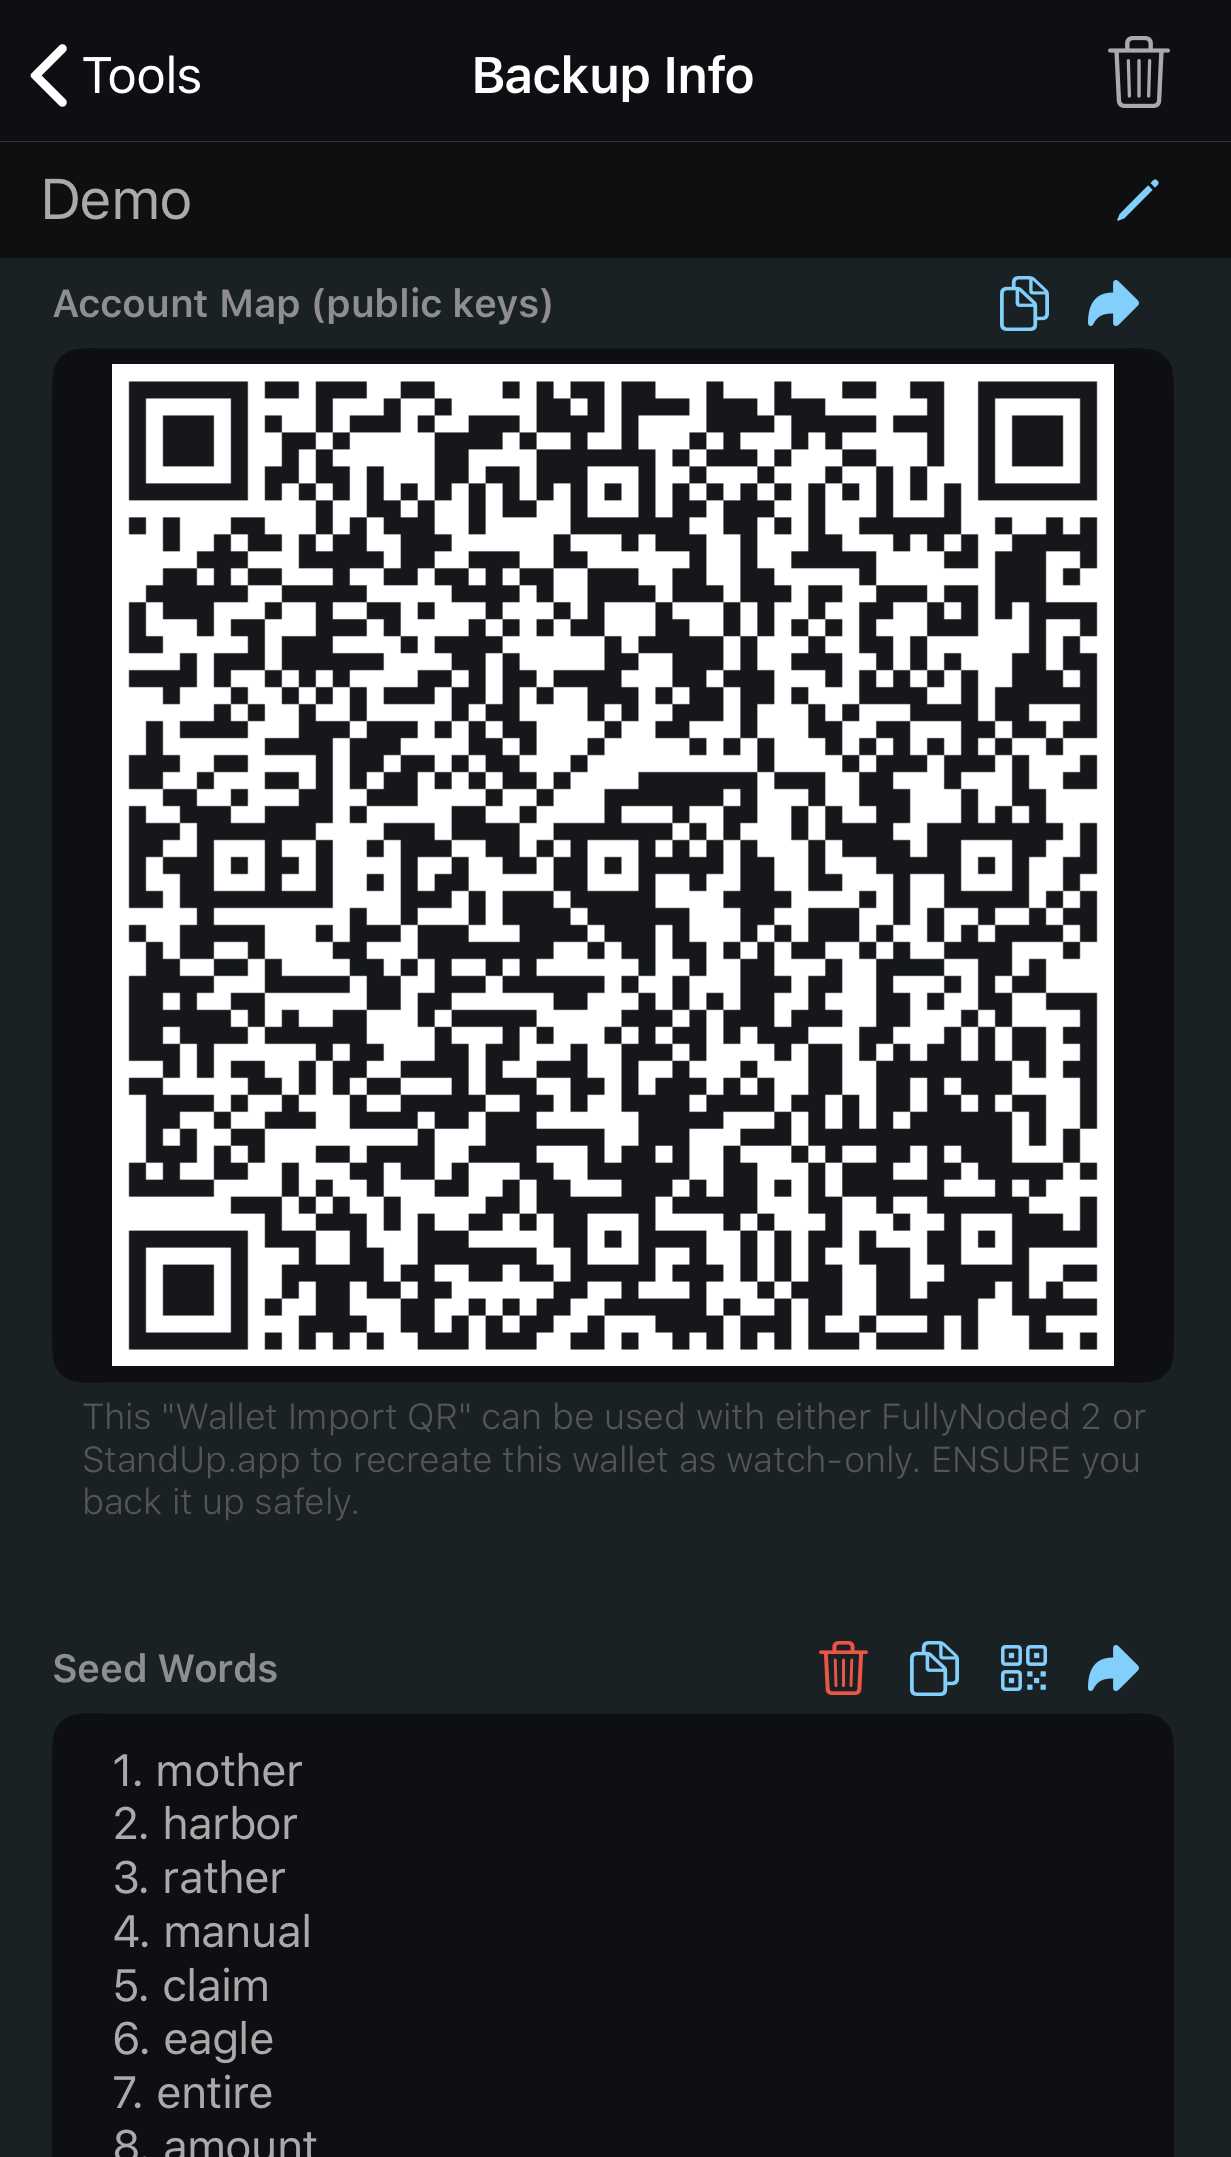 Tools
Backup Info
Demo
Account Map (public keys)
This "Wallet Import QR" can be used with either FullyNoded 2 or
StandUp.app to recreate this wallet as watch-only. ENSURE you
back it up safely.
Seed Words
1. mother
2. harbor
3. rather
4. manual
5. claim
6. eagle
7. entire
8. amount